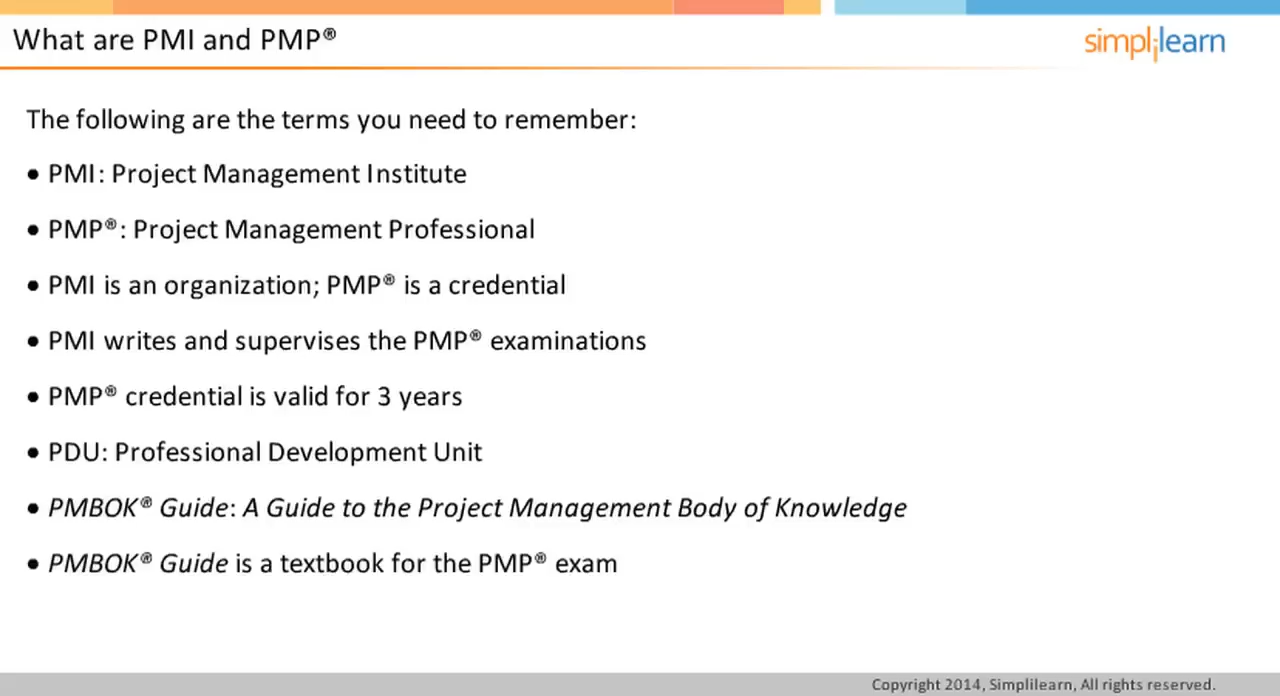 What are PMI and PMP®
simplilearn
The following are the terms you need to remember:
• PMI: Project Management Institute
• PMP®: Project Management Professional
• PMI is an organization; PMP® is a credential
• PMI writes and supervises the PMP® examinations
• PMP® credential is valid for 3 years
• PDU: Professional Development Unit
• PMBOK® Guide: A Guide to the Project Management Body of Knowledge
• PMBOK® Guide is a textbook for the PMP® exam
Copyright 2014, Simplilearn, All rights reserved.